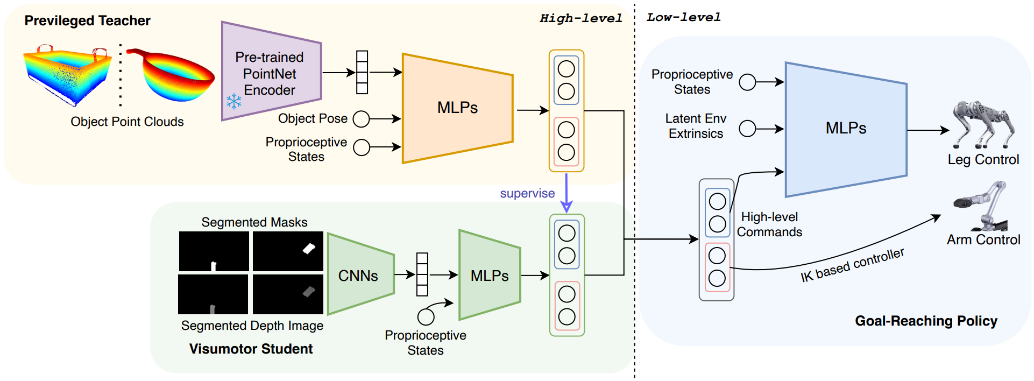 Previleged Teacher
High-level
Low-level
Pre-trained
PointNet
Encoder
Object Point Clouds
Object Pose
Proprioceptive
States
MLPs
supervise
Segmented Masks
Segmented Depth Image
CNNs
MLPs
Proprioceptive
States
Visumotor Student
Proprioceptive
States
Latent Env
Extrinsics
MLPs
High-level
Commands
Leg Control
Arm Control
IK based controller
Goal-Reaching Policy